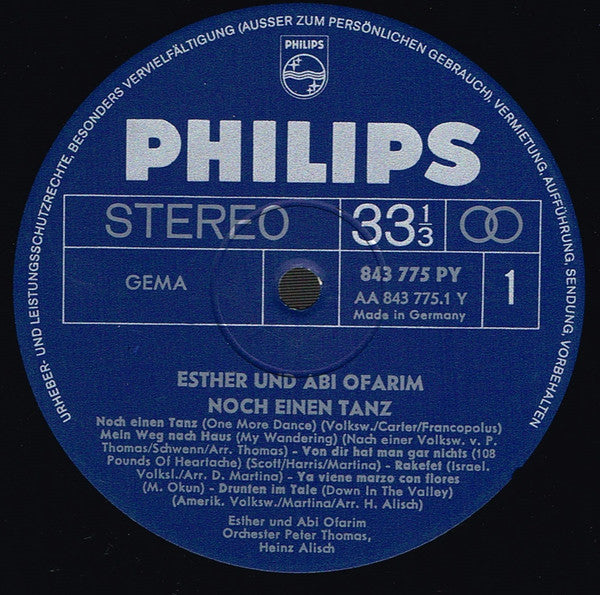 URHEBER- UND LEISTUNGSSCHUTZRECHTE, BESONDERS VERVIELFÄLTIGUNG (AUSSER ZUM PERSÖNLICHEN GEBRAUCH), VERMIETUNG, AUFFÜHRUNG, SENDUNG, VORBEHALTEN
PHILIPS
PHILIPS
STEREO 33 1/3
GEMA 843 775 PY 1
AA 843 775.1 Y
Made in Germany
ESTHER UND ABI OFARIM
NOCH EINEN TANZ
Noch einen Tanz (One More Dance) (Volksw./Carter/Francopolus)
Mein Weg nach Haus (My Wandering) (Nach einer Volksw. v. P.
Thomas/Schwenn/Arr. Thomas) - Von dir hat man gar nichts (108
Pounds Of Heartache) (Scott/Harris/Martina) - Rakefet (Israel.
Volksl./Arr. D. Martina) - Ya viene marzo con flores
(M. Okun) - Drunten im Tale (Down In The Valley)
(Amerik. Volksw./Martina/Arr. H. Alisch)
Esther und Abi Ofarim
Orchester Peter Thomas,
Heinz Alisch